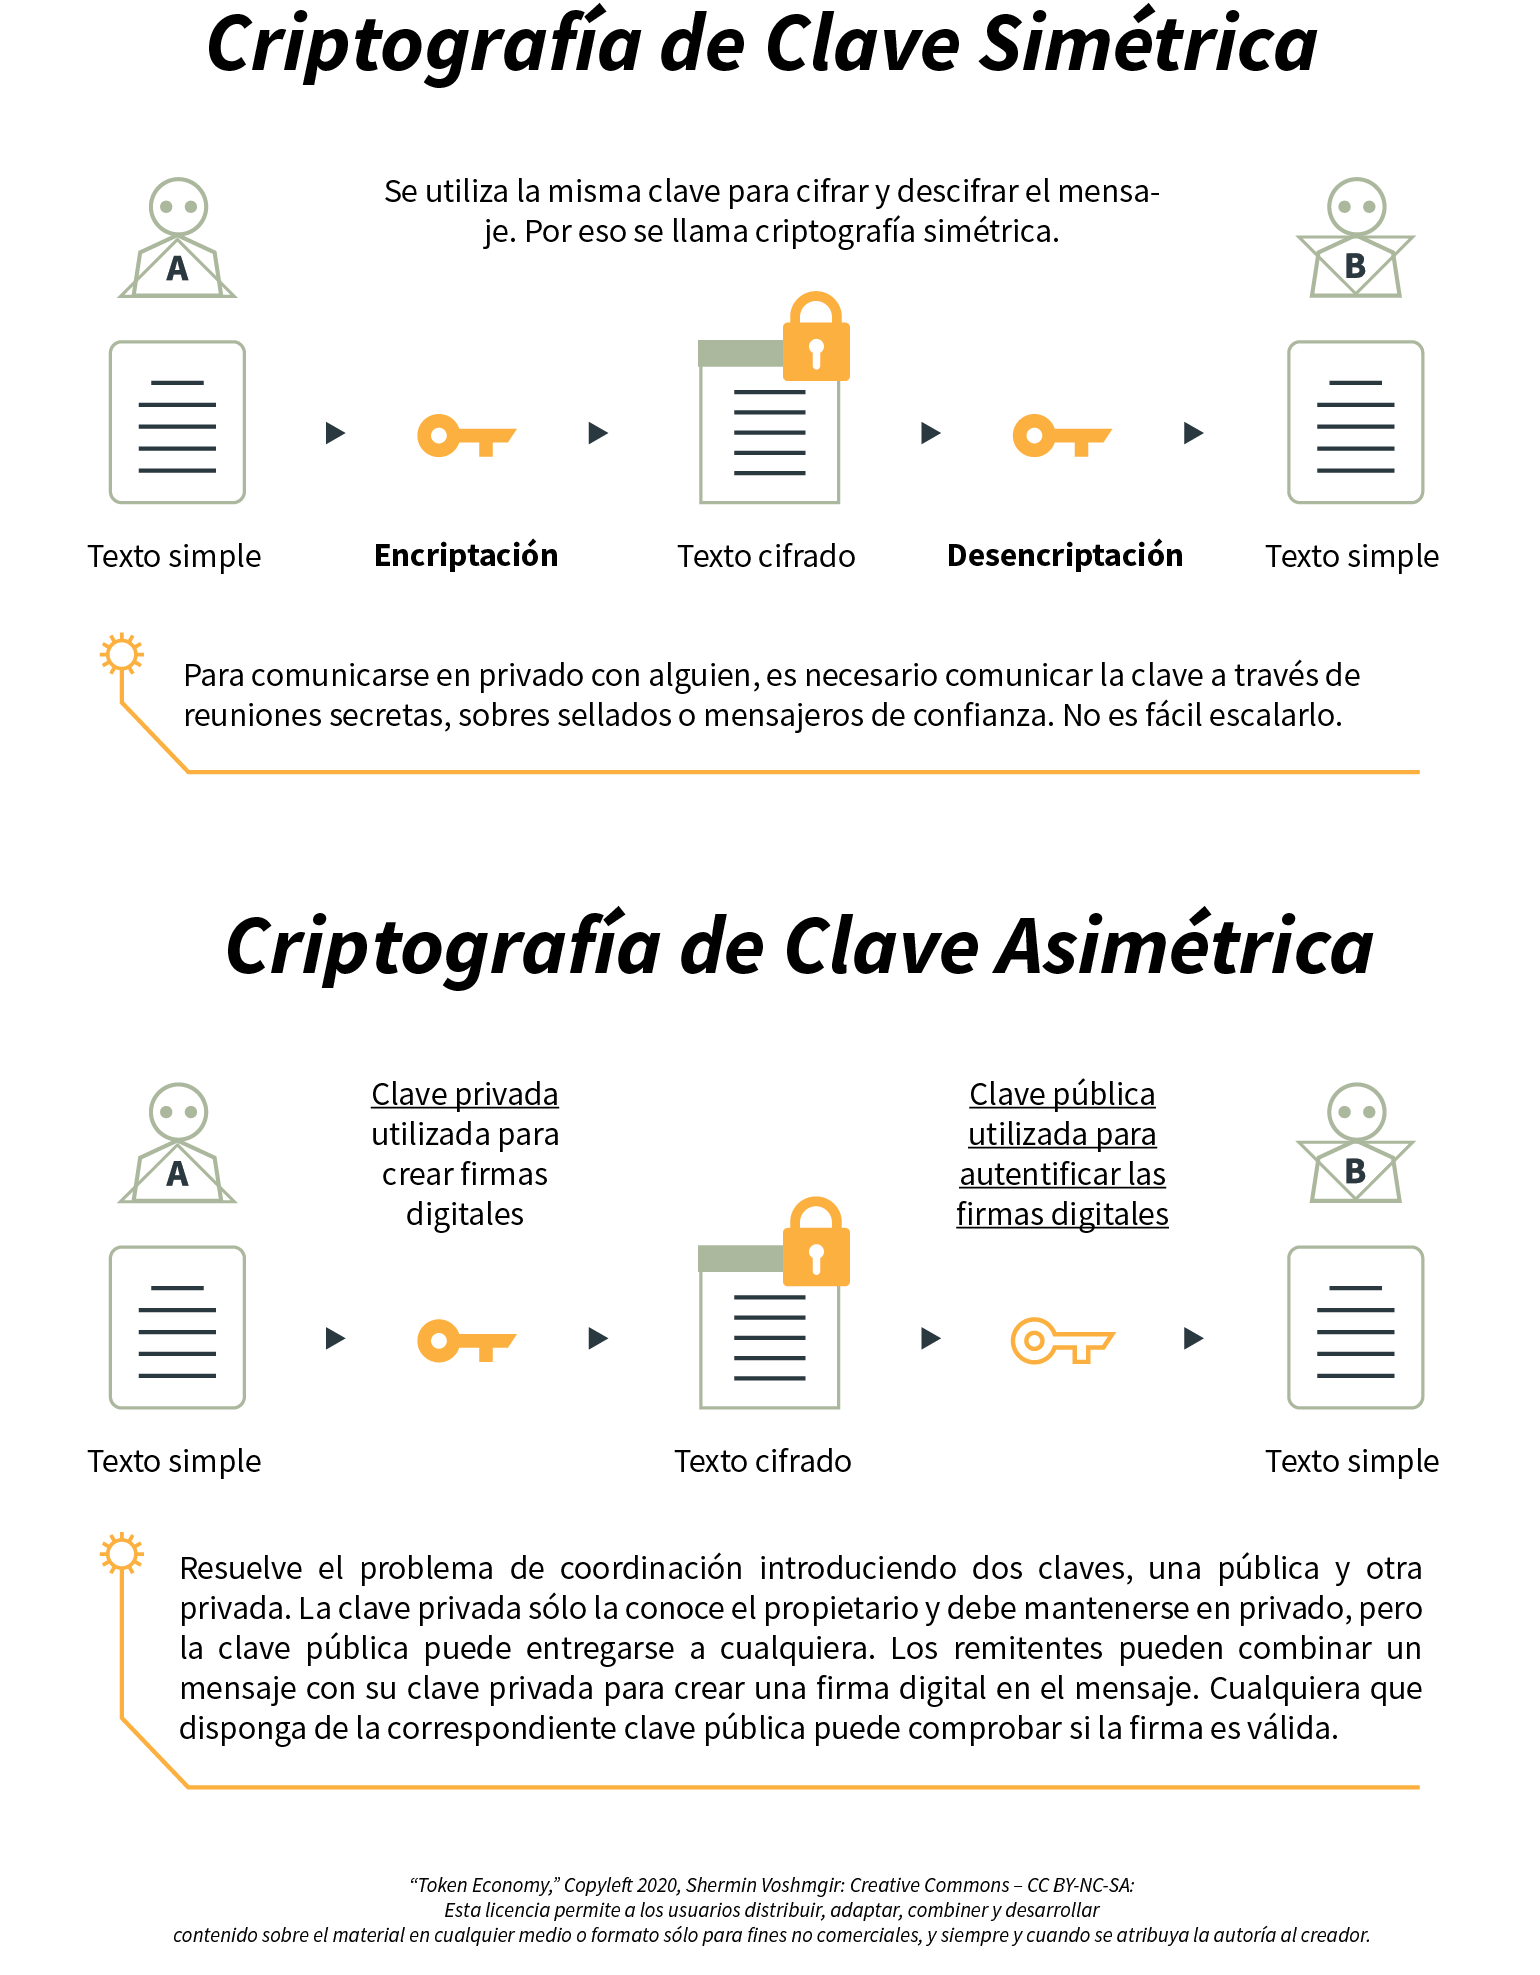 Criptografía de Clave Simétrica
Se utiliza la misma clave para cifrar y descifrar el mensa-
je. Por eso se llama criptografía simétrica.
A
B
Texto simple
Encriptación
Texto cifrado
Desencriptación
Texto simple
Para comunicarse en privado con alguien, es necesario comunicar la clave a través de
reuniones secretas, sobres sellados o mensajeros de confianza. No es fácil escalarlo.
Criptografía de Clave Asimétrica
A
Clave privada
utilizada para
crear firmas
digitales
Clave pública
utilizada para
autentificar las
firmas digitales
B
Texto simple
Texto cifrado
Texto simple
Resuelve el problema de coordinación introduciendo dos claves, una pública y otra
privada. La clave privada sólo la conoce el propietario y debe mantenerse en privado, pero
la clave pública puede entregarse a cualquiera. Los remitentes pueden combinar un
mensaje con su clave privada para crear una firma digital en el mensaje. Cualquiera que
disponga de la correspondiente clave pública puede comprobar si la firma es válida.
“Token Economy,” Copyleft 2020, Shermin Voshmgir: Creative Commons – CC BY-NC-SA:
Esta licencia permite a los usuarios distribuir, adaptar, combiner y desarrollar
contenido sobre el material en cualquier medio o formato sólo para fines no comerciales, y siempre y cuando se atribuya la autoría al creador.